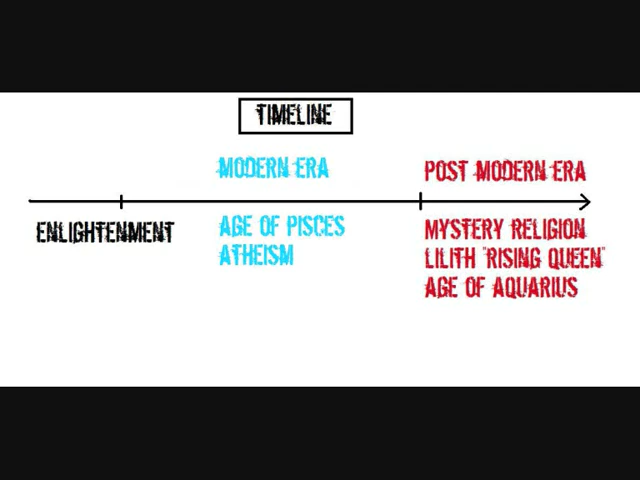 TIMELINE
MODERN ERA
POST MODERN ERA
ENLIGHTENMENT
AGE OF PISCES
ATHEISM
MYSTERY RELIGION
LILITH "RISING QUEEN"
AGE OF AQUARIUS